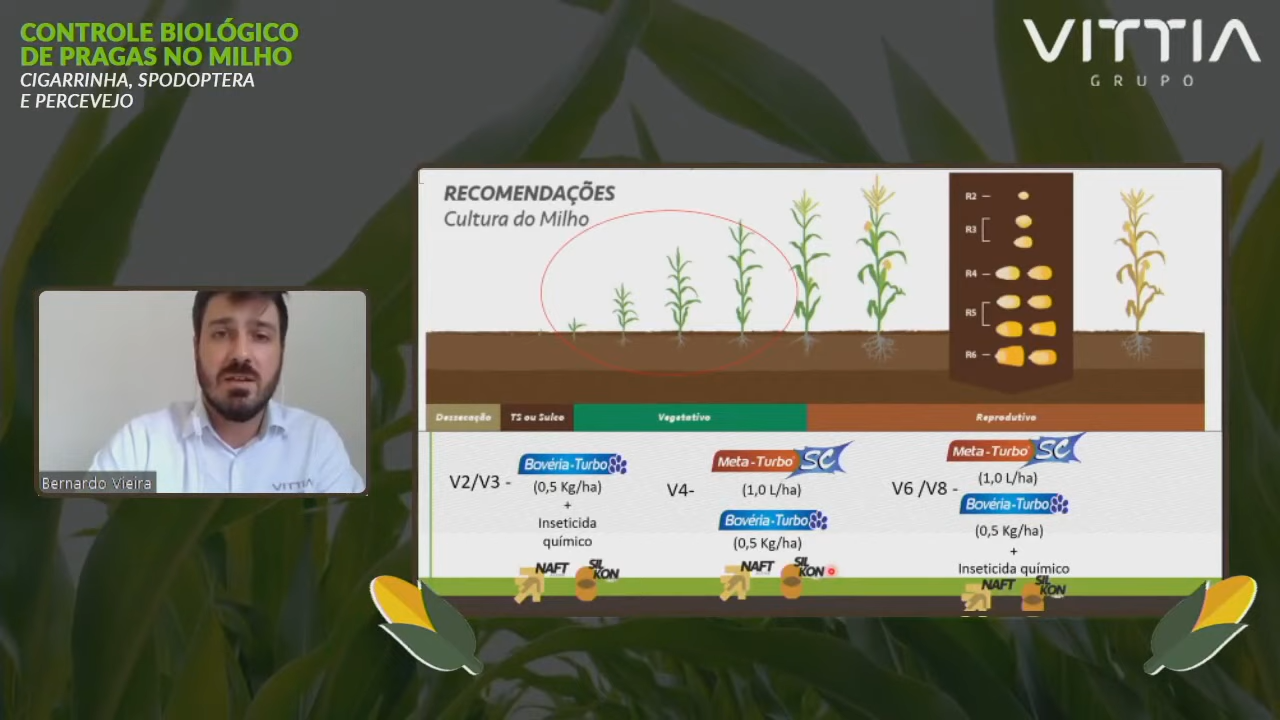 CONTROLE BIOLÓGICO
DE PRAGAS NO MILHO
CIGARRINHA, SPODOPTERA
E PERCEVEJO
VITTIA
GRUPO
RECOMENDAÇÕES
Cultura do Milho
R2
R3
R4
R5
R6
Dessecação
TS ou Sulco
Vegetativo
Reprodutivo
V2/V3 -
Bovéria-Turbo
(0,5 Kg/ha)
+
Inseticida
químico
NAFT
SIL
KON
V4-
Meta-Turbo SC
(1,0 L/ha)
Bovéria-Turbo
(0,5 Kg/ha)
NAFT
SIL
KON
V6 /V8 -
Meta-Turbo SC
(1,0 L/ha)
Bovéria-Turbo
(0,5 Kg/ha)
+
Inseticida químico
NAFT
SIL
KON
Bernardo Vieira
VITTIA